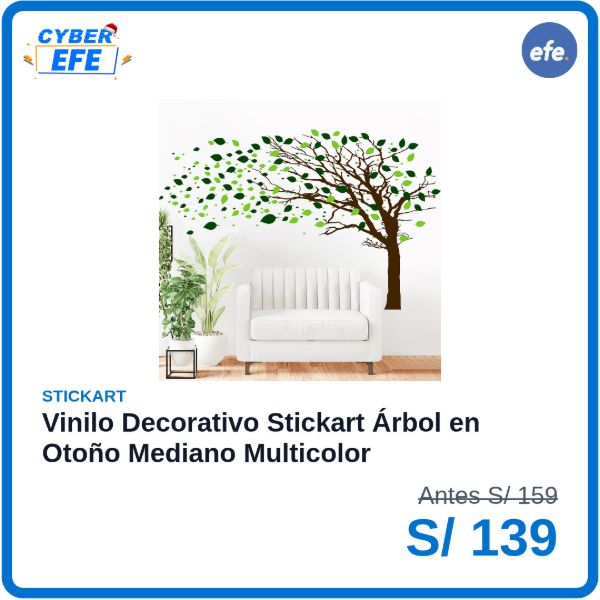 CYBER
EFE
efe.
STICKART
Vinilo Decorativo Stickart Árbol en
Otoño Mediano Multicolor
Antes S/ 159
S/ 139